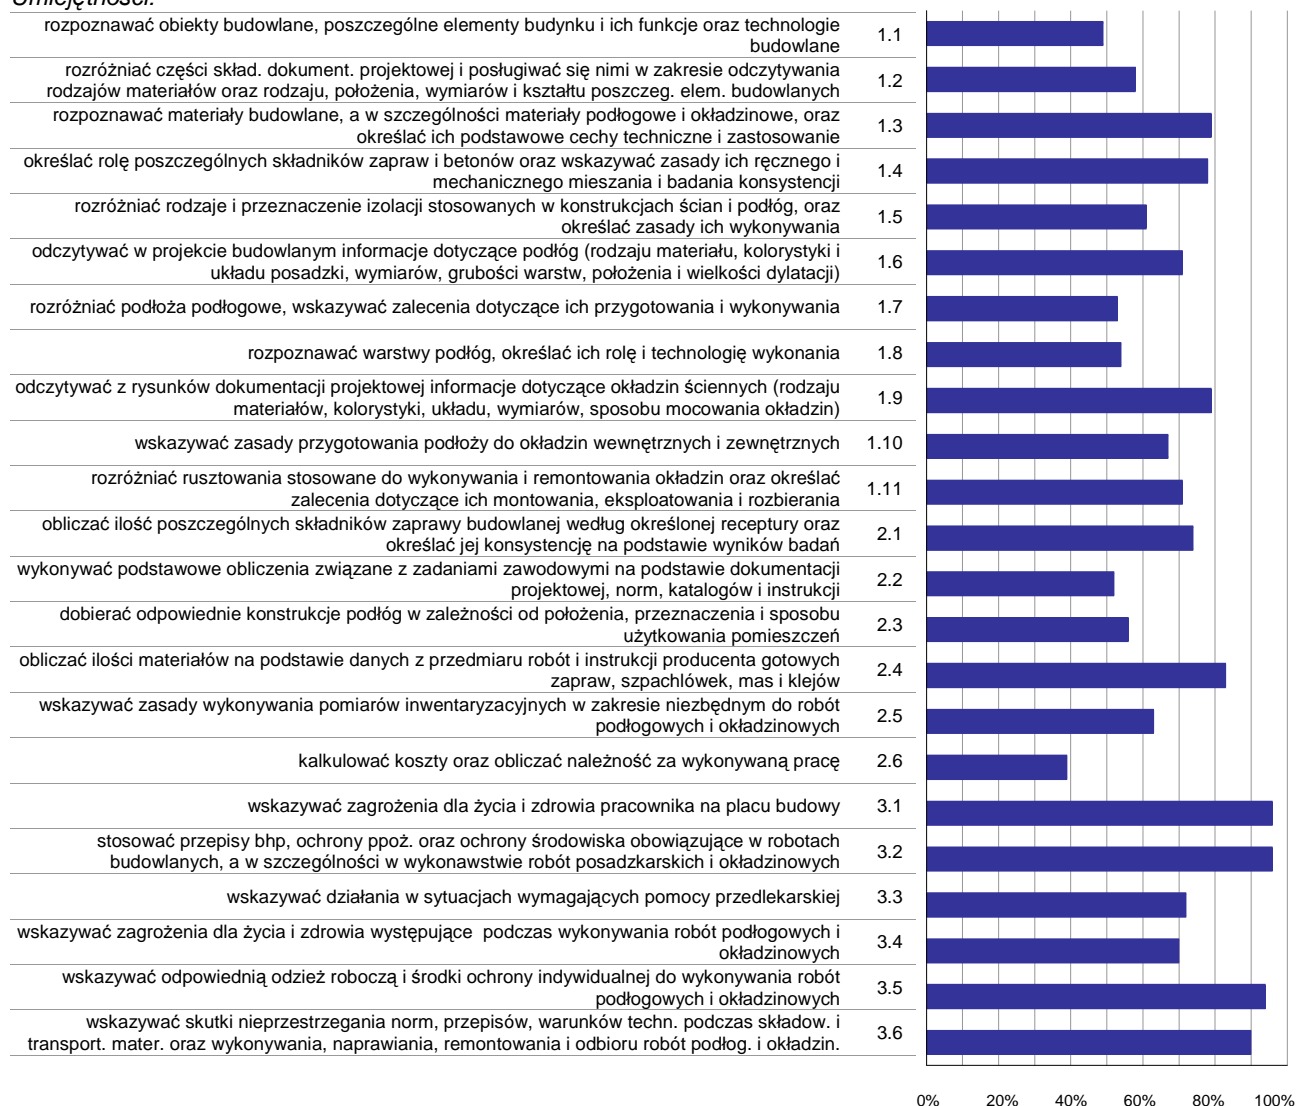 Umiejętności:
rozpoznawać obiekty budowlane, poszczególne elementy budynku i ich funkcje oraz technologie
budowlane
1.1
rozróżniać części skład. dokument. projektowej i posługiwać się nimi w zakresie odczytywania
rodzajów materiałów oraz rodzaju, położenia, wymiarów i kształtu poszczeg. elem. budowlanych
1.2
rozpoznawać materiały budowlane, a w szczególności materiały podłogowe i okładzinowe, oraz
określać ich podstawowe cechy techniczne i zastosowanie
1.3
określać rolę poszczególnych składników zapraw i betonów oraz wskazywać zasady ich ręcznego i
mechanicznego mieszania i badania konsystencji
1.4
rozróżniać rodzaje i przeznaczenie izolacji stosowanych w konstrukcjach ścian i podłóg, oraz
określać zasady ich wykonywania
1.5
odczytywać w projekcie budowlanym informacje dotyczące podłóg (rodzaju materiału, kolorystyki i
układu posadzki, wymiarów, grubości warstw, położenia i wielkości dylatacji)
1.6
rozróżniać podłoża podłogowe, wskazywać zalecenia dotyczące ich przygotowania i wykonywania
1.7
rozpoznawać warstwy podłóg, określać ich rolę i technologię wykonania
1.8
odczytywać z rysunków dokumentacji projektowej informacje dotyczące okładzin ściennych (rodzaju
materiałów, kolorystyki, układu, wymiarów, sposobu mocowania okładzin)
1.9
wskazywać zasady przygotowania podłoży do okładzin wewnętrznych i zewnętrznych
1.10
rozróżniać rusztowania stosowane do wykonywania i remontowania okładzin oraz określać
zalecenia dotyczące ich montowania, eksploatowania i rozbierania
1.11
obliczać ilość poszczególnych składników zaprawy budowlanej według określonej receptury oraz
określać jej konsystencję na podstawie wyników badań
2.1
wykonywać podstawowe obliczenia związane z zadaniami zawodowymi na podstawie dokumentacji
projektowej, norm, katalogów i instrukcji
2.2
dobierać odpowiednie konstrukcje podłóg w zależności od położenia, przeznaczenia i sposobu
użytkowania pomieszczeń
2.3
obliczać ilości materiałów na podstawie danych z przedmiaru robót i instrukcji producenta gotowych
zapraw, szpachlówek, mas i klejów
2.4
wskazywać zasady wykonywania pomiarów inwentaryzacyjnych w zakresie niezbędnym do robót
podłogowych i okładzinowych
2.5
kalkulować koszty oraz obliczać należność za wykonywaną pracę
2.6
wskazywać zagrożenia dla życia i zdrowia pracownika na placu budowy
3.1
stosować przepisy bhp, ochrony ppoż. oraz ochrony środowiska obowiązujące w robotach
budowlanych, a w szczególności w wykonawstwie robót posadzkarskich i okładzinowych
3.2
wskazywać działania w sytuacjach wymagających pomocy przedlekarskiej
3.3
wskazywać zagrożenia dla życia i zdrowia występujące  podczas wykonywania robót podłogowych i
okładzinowych
3.4
wskazywać odpowiednią odzież roboczą i środki ochrony indywidualnej do wykonywania robót
podłogowych i okładzinowych
3.5
wskazywać skutki nieprzestrzegania norm, przepisów, warunków techn. podczas składow. i
transport. mater. oraz wykonywania, naprawiania, remontowania i odbioru robót podłog. i okładzin.
3.6
0% 20% 40% 60% 80% 100%